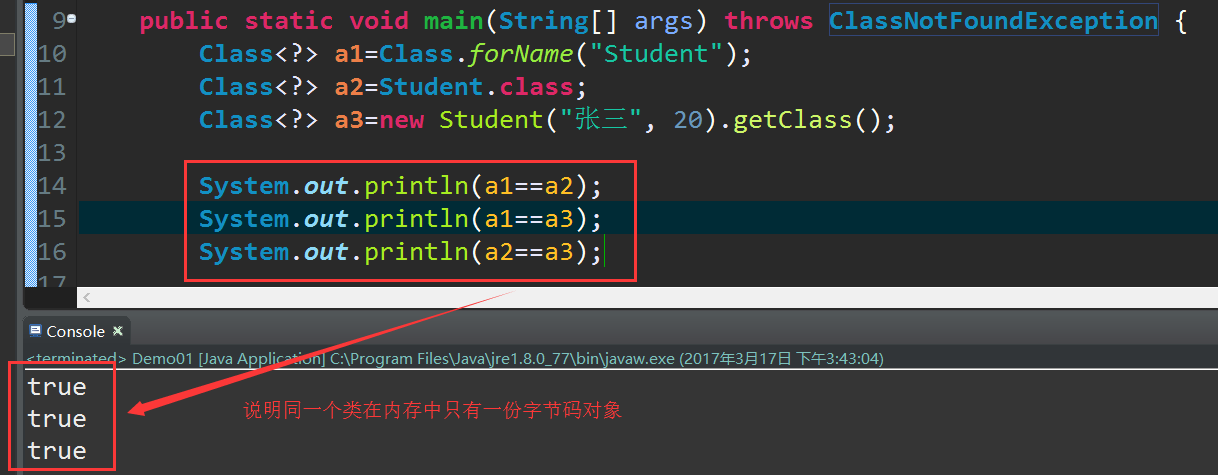 9 public static void main(String[] args) throws ClassNotFoundException {
10 Class<?> a1=Class.forName("Student");
11 Class<?> a2=Student.class;
12 Class<?> a3=new Student("张三", 20).getClass();
13
14 System.out.println(a1==a2);
15 System.out.println(a1==a3);
16 System.out.println(a2==a3);
17
Console
<terminated> Demo01 [Java Application] C:\Program Files\Java\jre1.8.0_77\bin\javaw.exe (2017年3月17日 下午3:43:04)
true
true
true
说明同一个类在内存中只有一份字节码对象